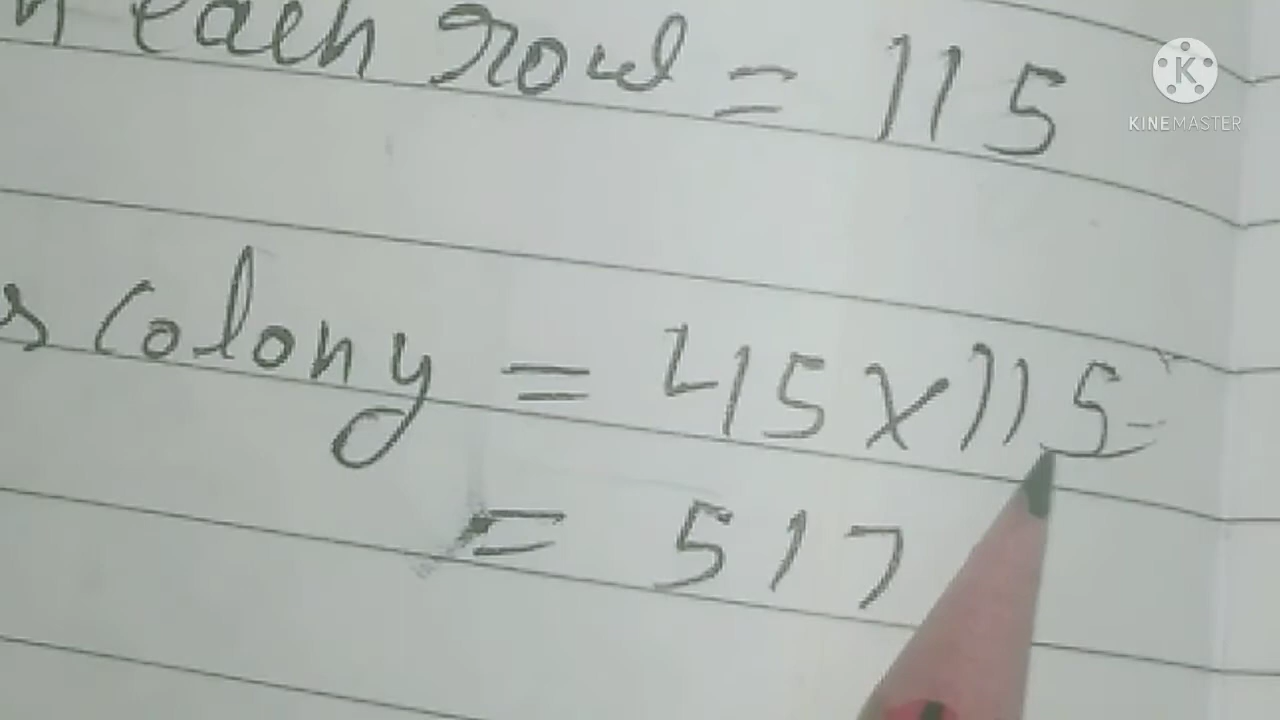 each row = 115
KINEMASTER
s colony = 45x115
= 517